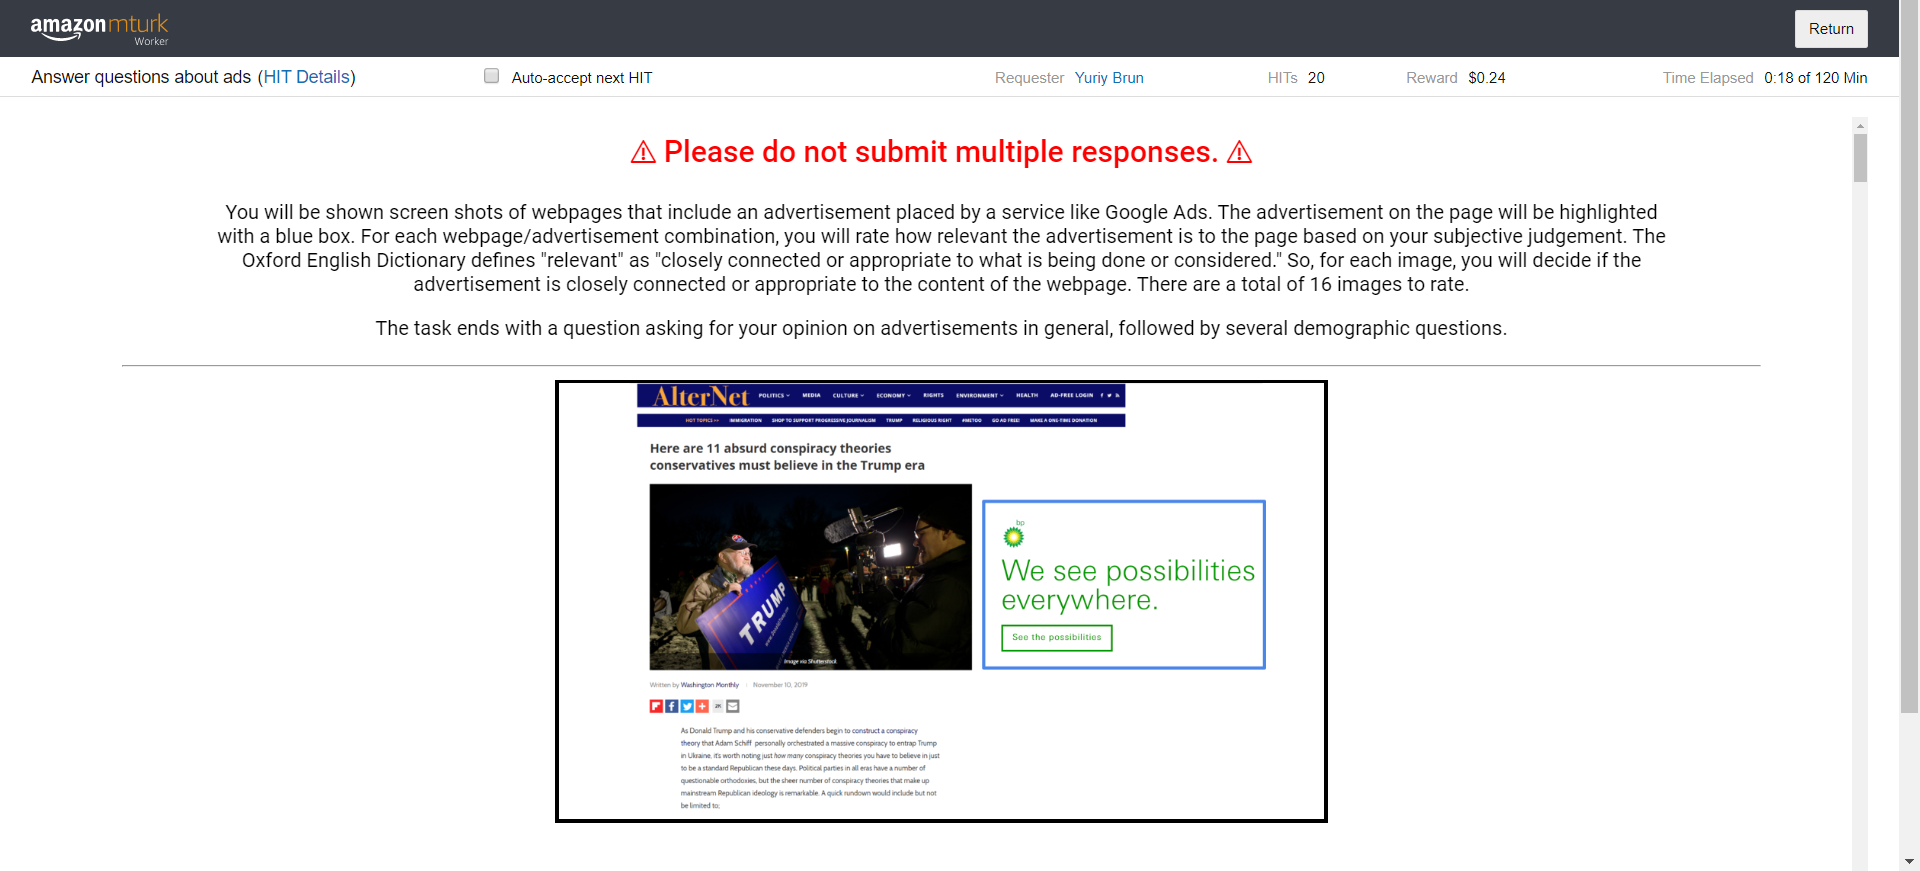 amazon mturk
Worker
Return
Answer questions about ads (HIT Details)
Auto-accept next HIT
Requester Yuriy Brun
HITs 20
Reward $0.24
Time Elapsed 0:18 of 120 Min
⚠ Please do not submit multiple responses. ⚠
You will be shown screen shots of webpages that include an advertisement placed by a service like Google Ads. The advertisement on the page will be highlighted
with a blue box. For each webpage/advertisement combination, you will rate how relevant the advertisement is to the page based on your subjective judgement. The
Oxford English Dictionary defines "relevant" as "closely connected or appropriate to what is being done or considered." So, for each image, you will decide if the
advertisement is closely connected or appropriate to the content of the webpage. There are a total of 16 images to rate.
The task ends with a question asking for your opinion on advertisements in general, followed by several demographic questions.
AlterNet POLITICS MEDIA CULTURE ECONOMY RIGHTS ENVIRONMENT HEALTH AD-FREE LOGIN
HOT TOPICS >> IMMIGRATION SHOP TO SUPPORT PROGRESSIVE JOURNALISM TRUMP RELIGIOUS RIGHT #METOO GO AD FREE! MAKE A ONE-TIME DONATION
Here are 11 absurd conspiracy theories
conservatives must believe in the Trump era
TRUMP
Image via Shutterstock
bp
We see possibilities
everywhere.
See the possibilities
Written by Washington Monthly | November 10, 2019
2K
As Donald Trump and his conservative defenders begin to construct a conspiracy
theory that Adam Schiff personally orchestrated a massive conspiracy to entrap Trump
in Ukraine, it's worth noting just how many conspiracy theories you have to believe in just
to be a standard Republican these days. Political parties in all eras have a number of
questionable orthodoxies, but the sheer number of conspiracy theories that make up
mainstream Republican ideology is remarkable. A quick rundown would include but not
be limited to;